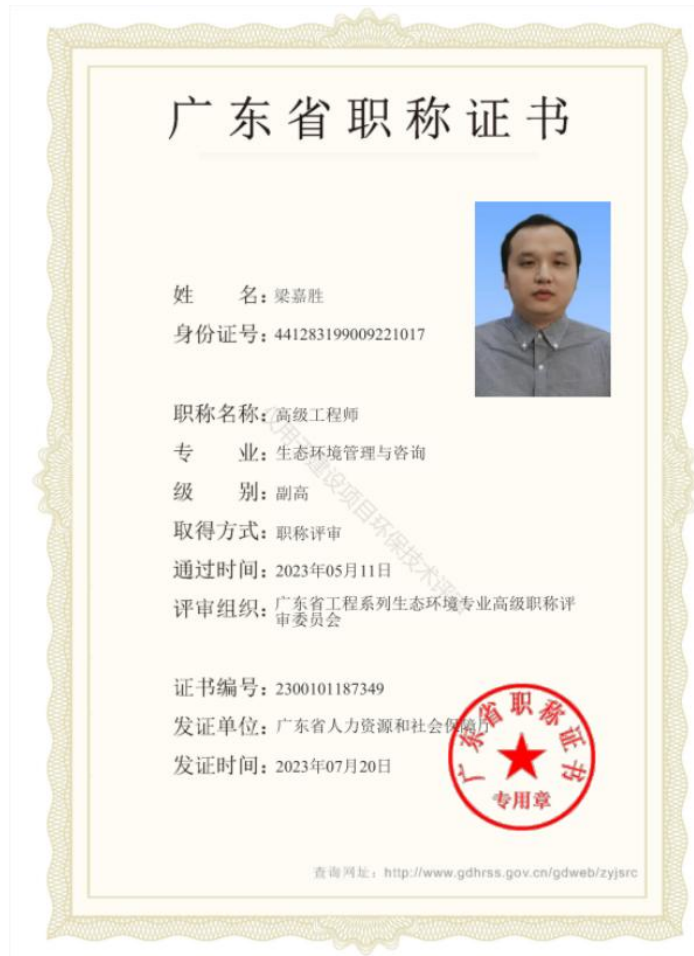 广东省职称证书
姓 名：梁嘉胜
身份证号：441283199009221017
职称名称：高级工程师
专 业：生态环境管理与咨询
级 别：副高
取得方式：职称评审
通过时间：2023年05月11日
评审组织：广东省工程系列生态环境专业高级职称评
审委员会
证书编号：2300101187349
发证单位：广东省人力资源和社会保障厅
发证时间：2023年07月20日
广东省职称证书
专用章
查询网址：http://www.gdhrss.gov.cn/gdweb/zyjsrc